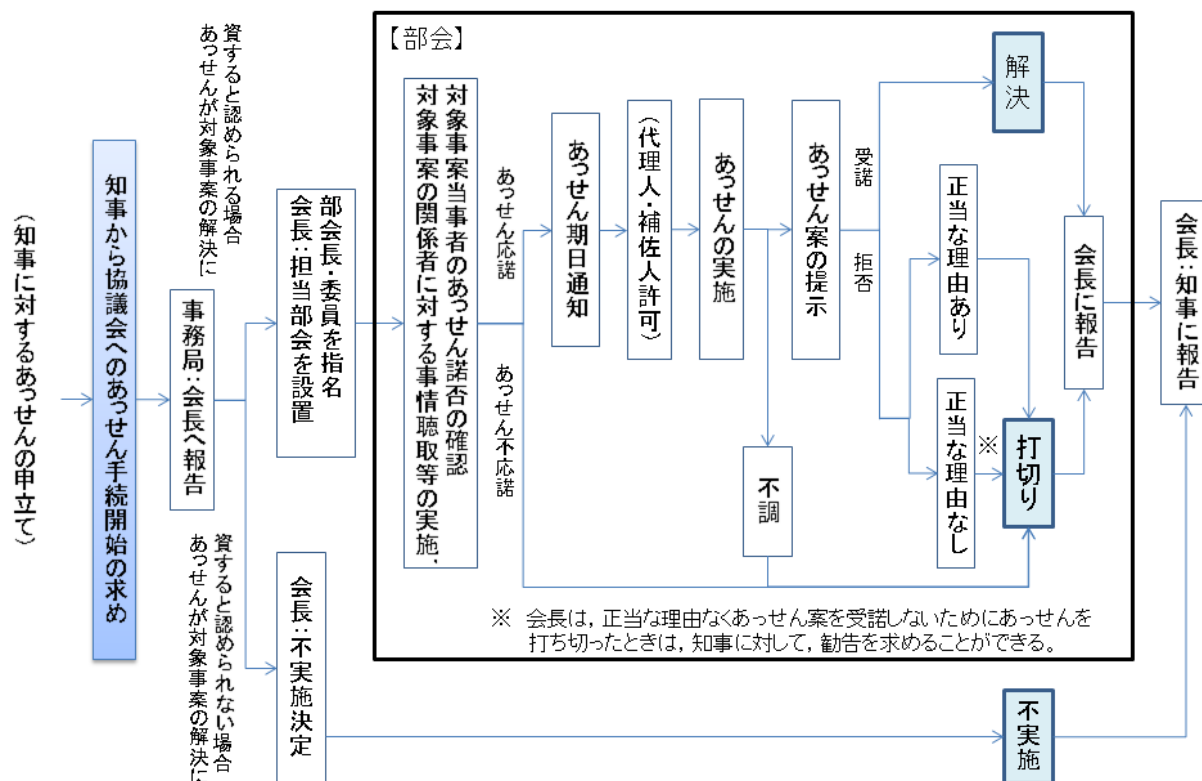 （知事に対するあっせんの申立て）
知事から協議会へのあっせん手続開始の求め
事務局：会長へ報告
あっせんが対象事案の解決に
資すると認められる場合
会長：担当部会を設置
部会長・委員を指名
【部会】
対象事案の関係者に対する事情聴取等の実施，
対象事案当事者のあっせん諾否の確認
あっせん応諾
あっせん不応諾
あっせん期日通知
（代理人・補佐人許可）
あっせんの実施
不調
あっせん案の提示
受諾
拒否
解決
正当な理由あり
正当な理由なし
※
打切り
会長に報告
※　会長は，正当な理由なくあっせん案を受諾しないためにあっせんを
打ち切ったときは，知事に対して，勧告を求めることができる。
会長：知事に報告
あっせんが対象事案の解決に
資すると認められない場合
会長：不実施決定
不実施